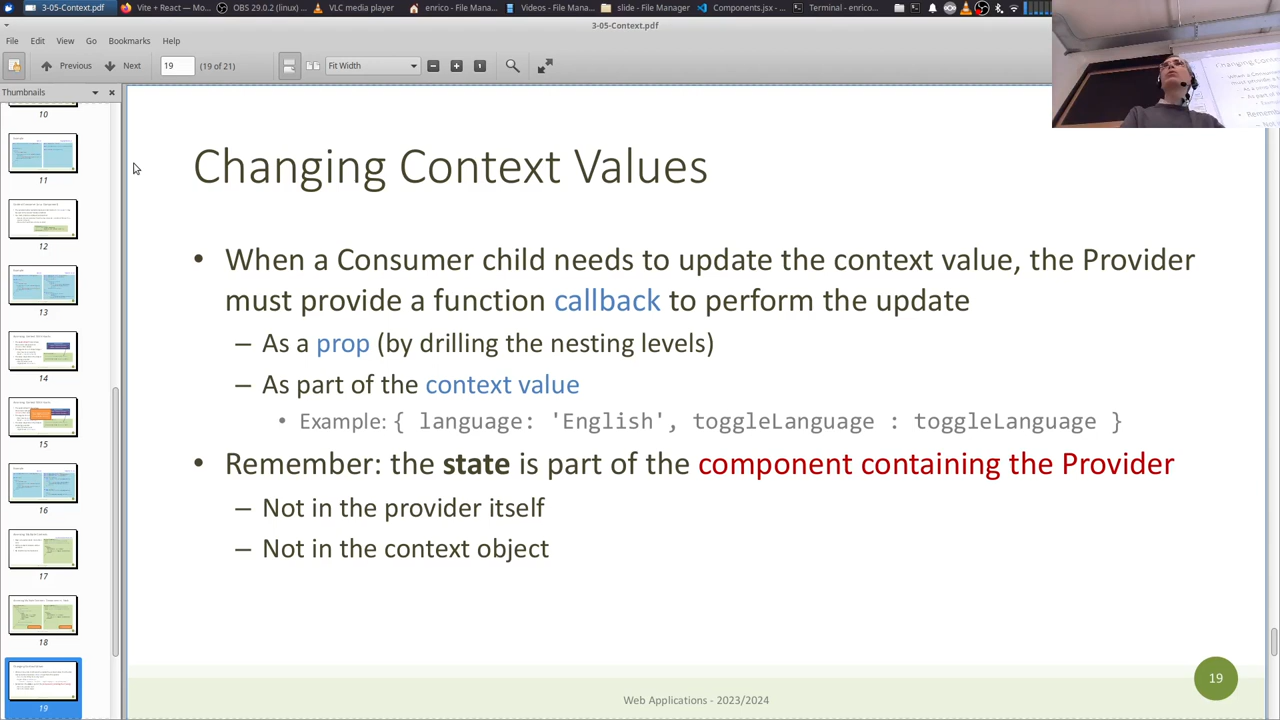 3-05-Context.pdf
Vite + React — Mo...
OBS 29.0.2 (linux) ...
VLC media player
enrico - File Mana...
Videos - File Mana...
slide - File Manager
Components.jsx - ...
Terminal - enrico...
3-05-Context.pdf
File Edit View Go Bookmarks Help
Previous Next 19 (19 of 21) Fit Width
Thumbnails
10
11
12
13
14
15
16
17
18
19
Changing Context Values
• When a Consumer child needs to update the context value, the Provider
must provide a function callback to perform the update
– As a prop (by drilling the nesting levels)
– As part of the context value
• Example: { language: 'English', toggleLanguage : toggleLanguage }
• Remember: the state is part of the component containing the Provider
– Not in the provider itself
– Not in the context object
Web Applications - 2023/2024
19
Changing Conte